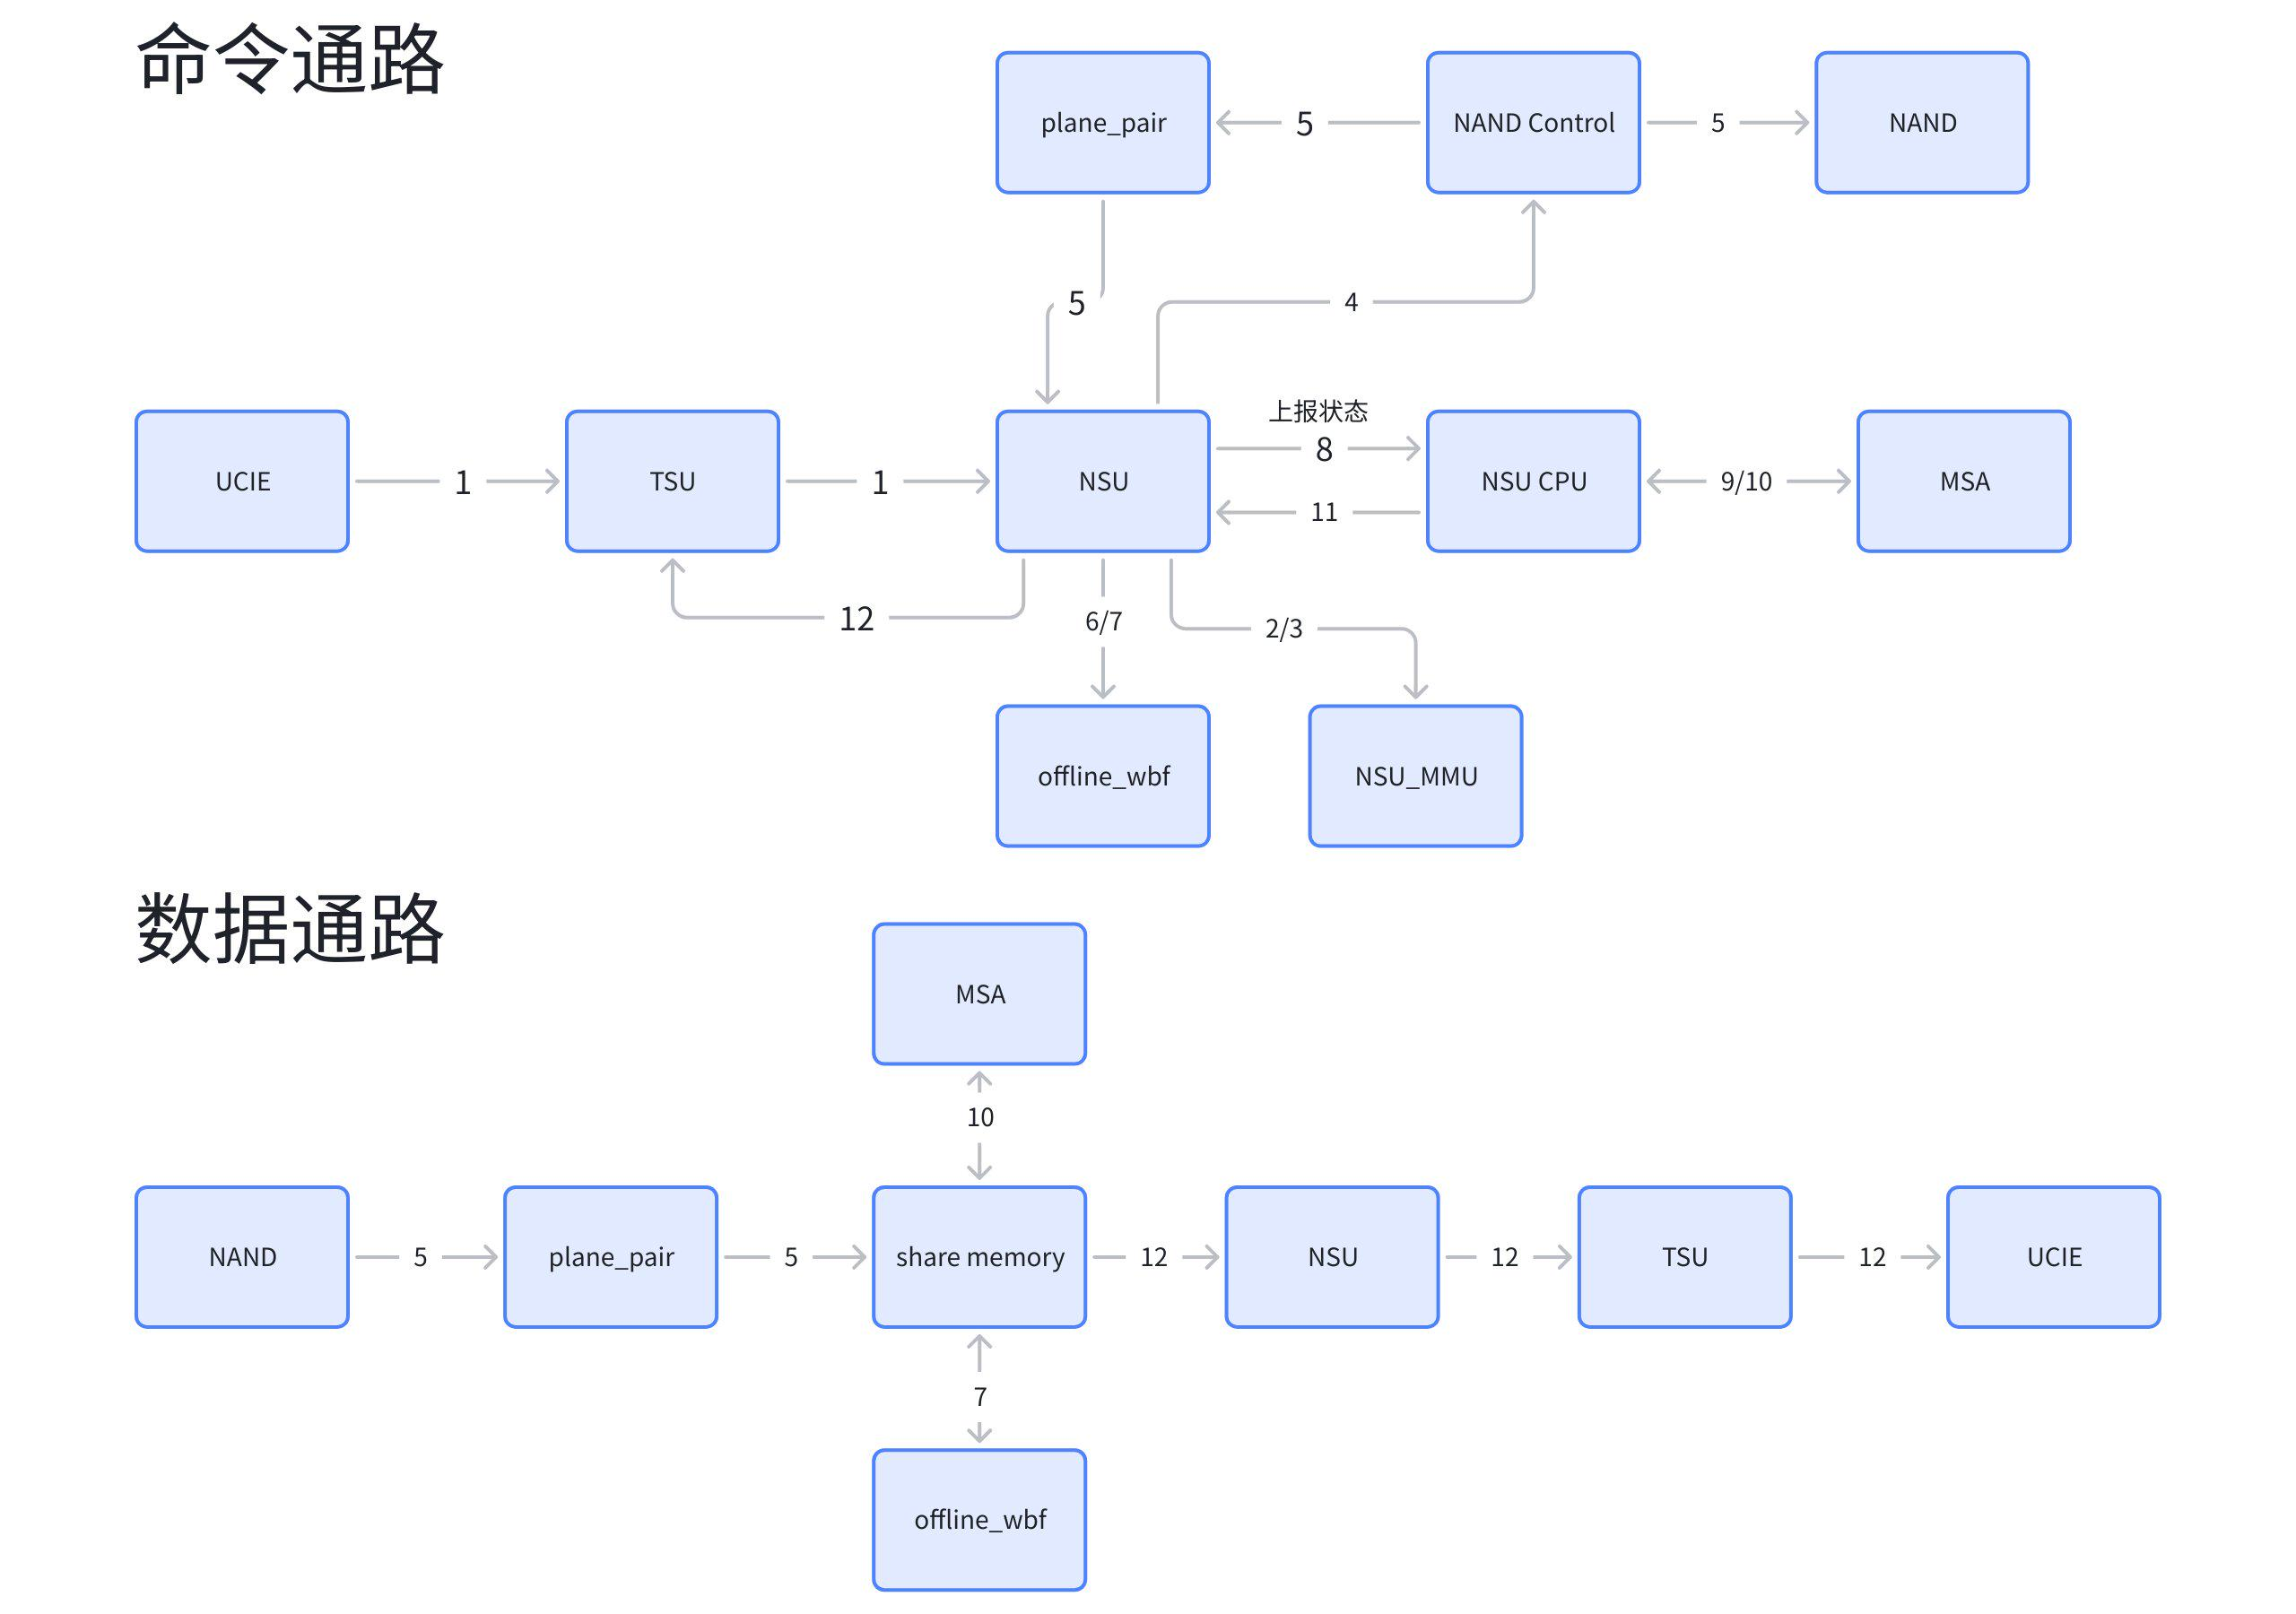 命令通路
plane_pair
5
NAND Control
5
NAND
5
4
上报状态
UCIE
1
TSU
1
NSU
8
11
NSU CPU
9/10
MSA
12
6/7
2/3
offline_wbf
NSU_MMU
数据通路
MSA
10
NAND
5
plane_pair
5
share memory
12
NSU
12
TSU
12
UCIE
7
offline_wbf